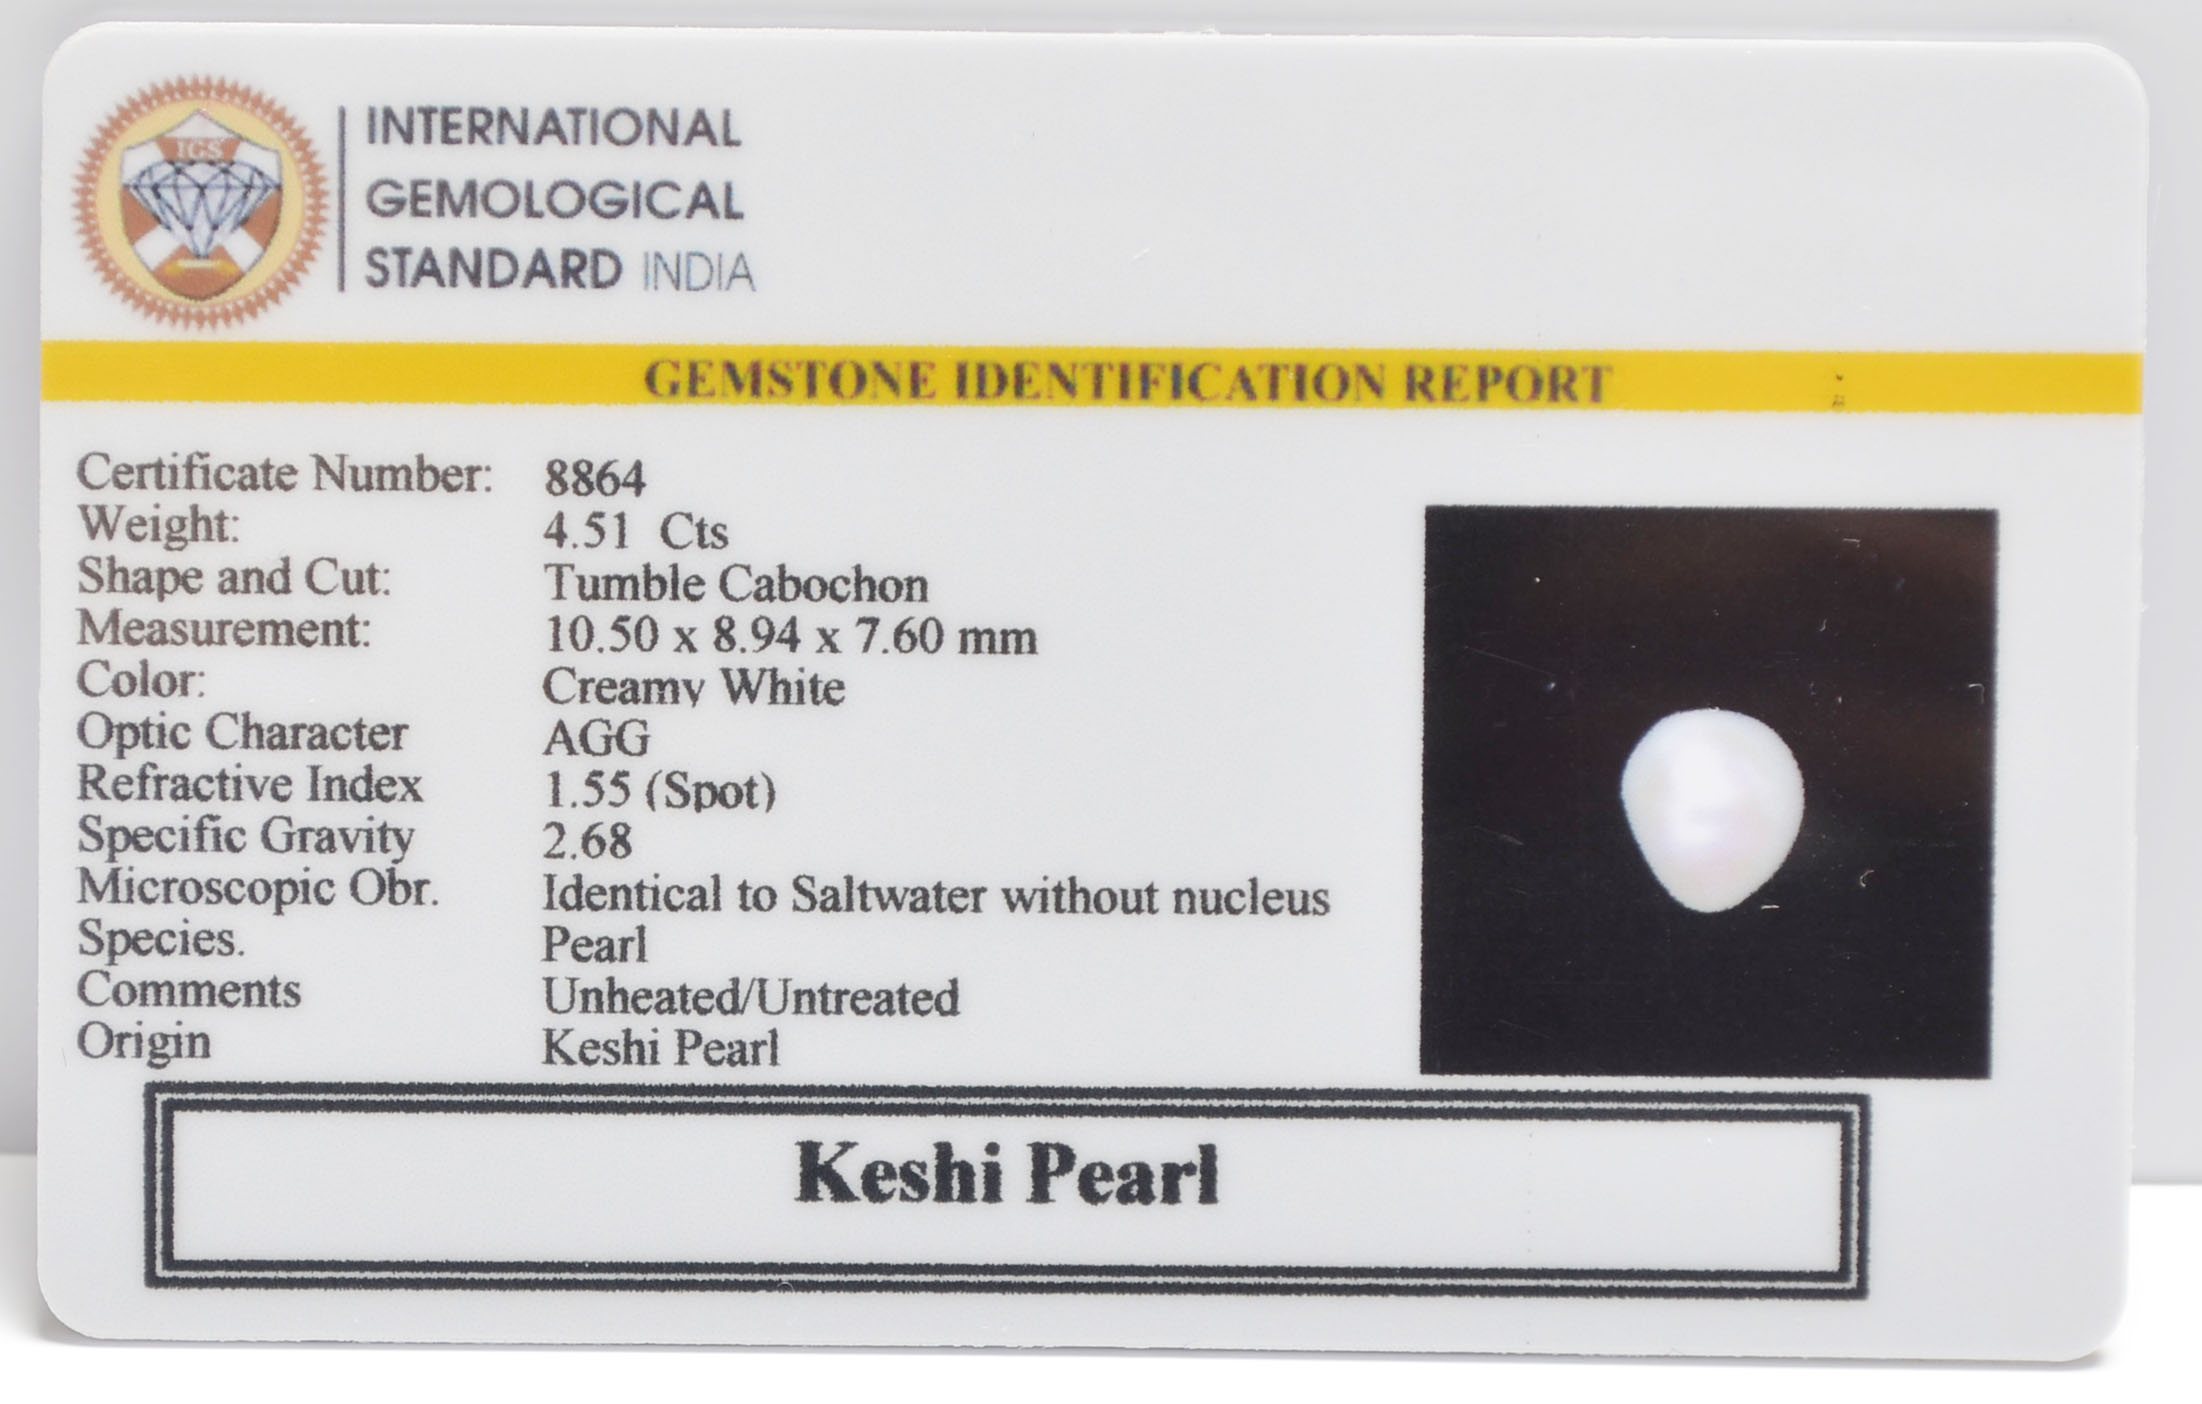 IGS
INTERNATIONAL
GEMOLOGICAL
STANDARD INDIA
GEMSTONE IDENTIFICATION REPORT
Certificate Number: 8864
Weight: 4.51 Cts
Shape and Cut: Tumble Cabochon
Measurement: 10.50 x 8.94 x 7.60 mm
Color: Creamy White
Optic Character AGG
Refractive Index 1.55 (Spot)
Specific Gravity 2.68
Microscopic Obr. Identical to Saltwater without nucleus
Species. Pearl
Comments Unheated/Untreated
Origin Keshi Pearl
Keshi Pearl